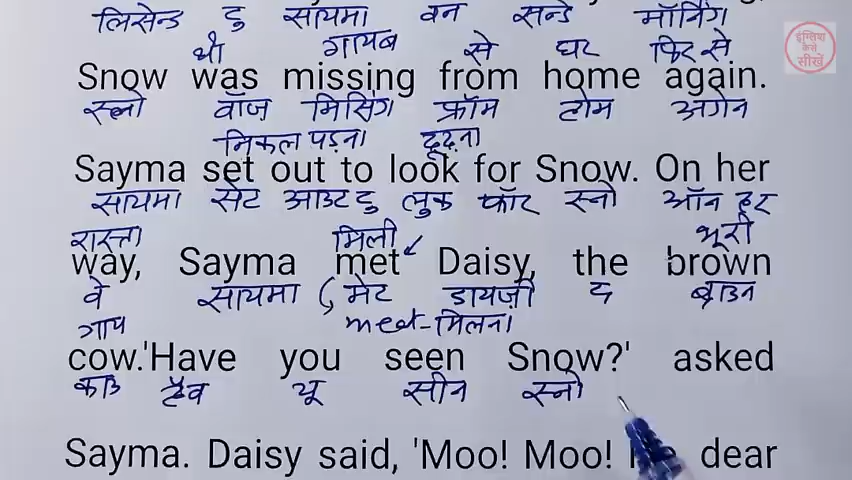 लिसेन्ड टु सायमा वन सन्डे मॉर्निंग
थी गायब से घर फिर से
इंग्लिश कैसे सीखें
Snow was missing from home again.
स्नो वॉज मिसिंग फ्रॉम होम अगेन
निकल पड़ना ढूढ़ना
Sayma set out to look for Snow. On her
सायमा सेट आउट टु लुक फॉर स्नो ऑन हर
रास्ता मिली भूरी
way, Sayma met Daisy, the brown
वे सायमा मेट डायज़ी द ब्राउन
गाय meet-मिलना
cow.'Have you seen Snow?' asked
काउ हैव यू सीन स्नो
Sayma. Daisy said, 'Moo! Moo! dear